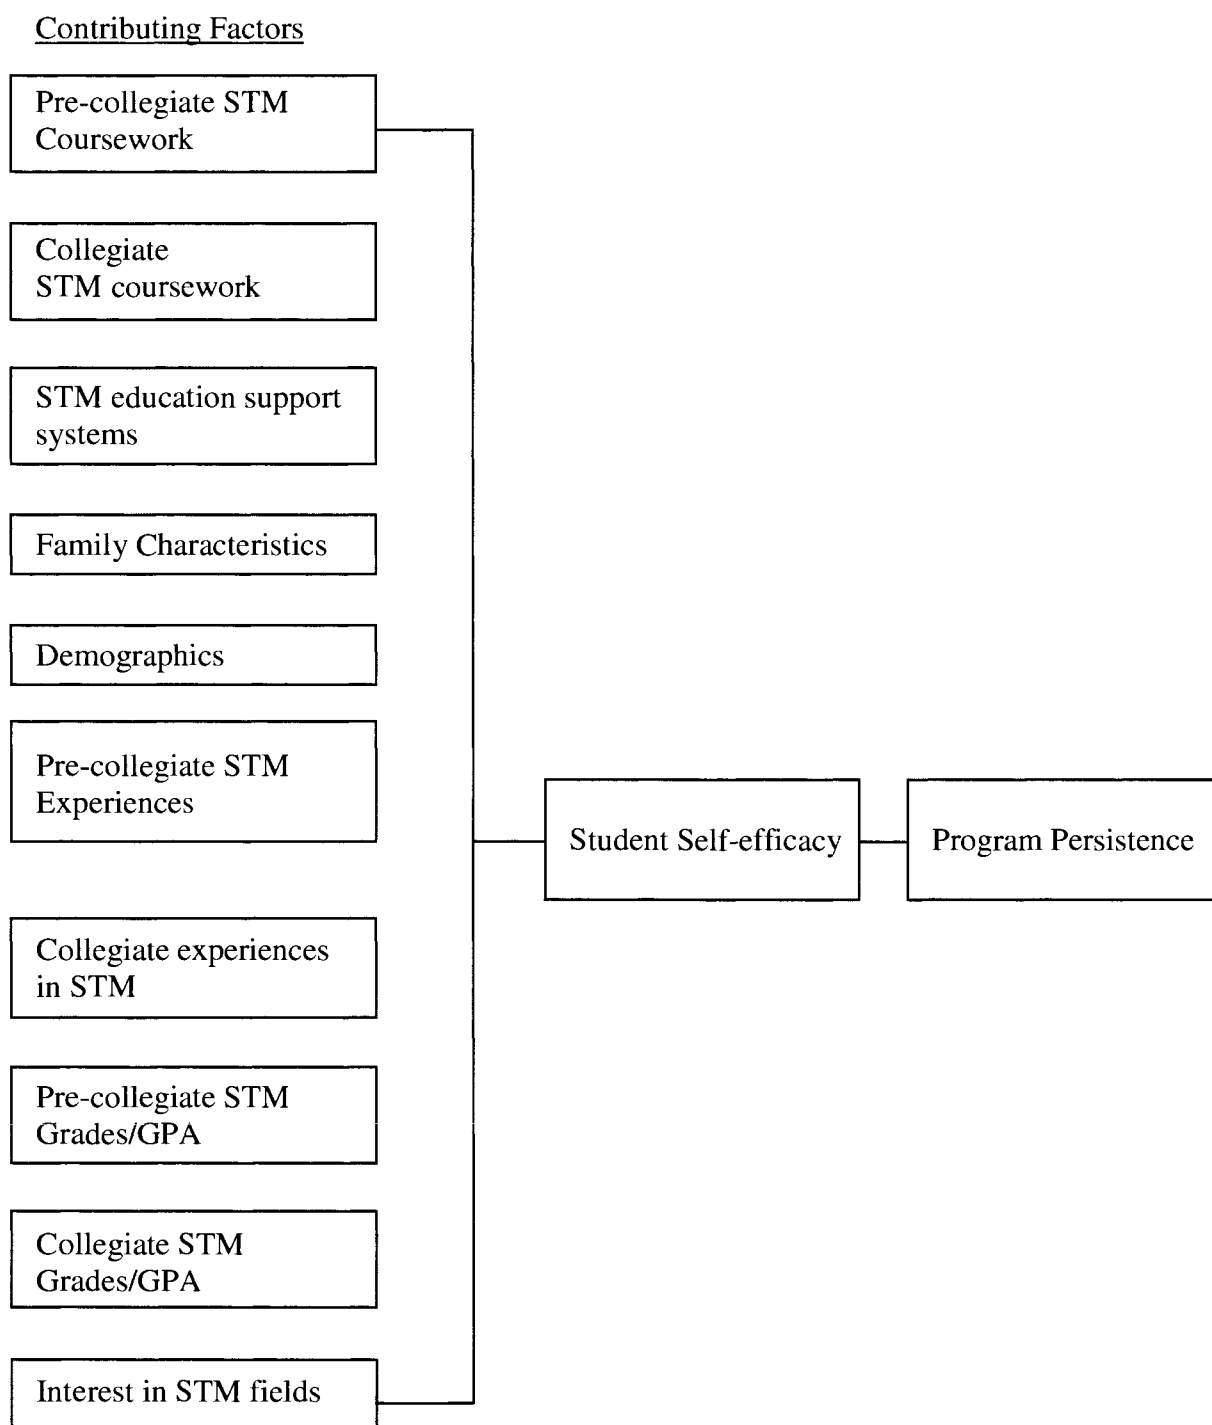 Contributing Factors
Pre-collegiate STM
Coursework
Collegiate
STM coursework
STM education support
systems
Family Characteristics
Demographics
Pre-collegiate STM
Experiences
Student Self-efficacy
Program Persistence
Collegiate experiences
in STM
Pre-collegiate STM
Grades/GPA
Collegiate STM
Grades/GPA
Interest in STM fields